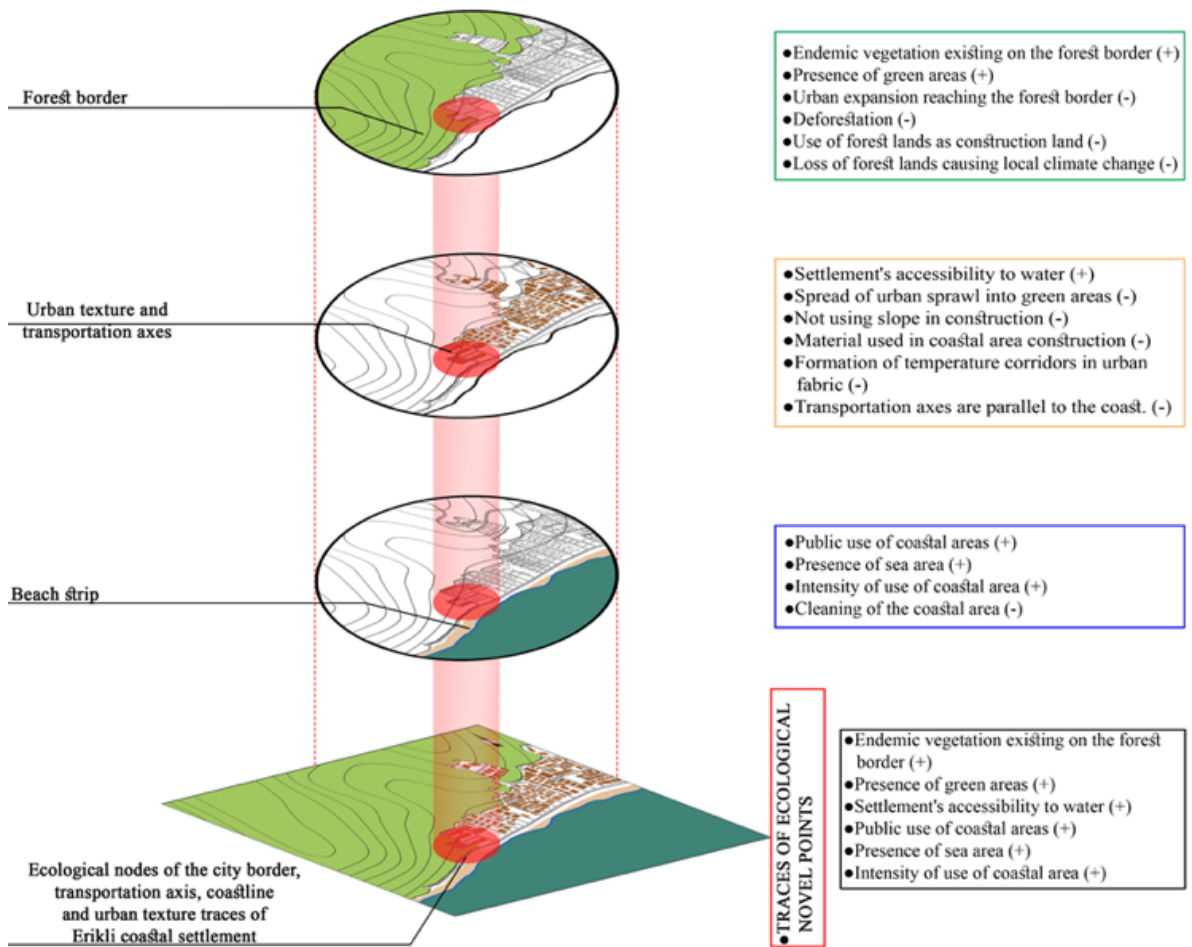 Forest border
●Endemic vegetation existing on the forest border (+)
●Presence of green areas (+)
●Urban expansion reaching the forest border (-)
●Deforestation (-)
●Use of forest lands as construction land (-)
●Loss of forest lands causing local climate change (-)
Urban texture and
transportation axes
●Settlement's accessibility to water (+)
●Spread of urban sprawl into green areas (-)
●Not using slope in construction (-)
●Material used in coastal area construction (-)
●Formation of temperature corridors in urban
fabric (-)
●Transportation axes are parallel to the coast. (-)
Beach strip
●Public use of coastal areas (+)
●Presence of sea area (+)
●Intensity of use of coastal area (+)
●Cleaning of the coastal area (-)
Ecological nodes of the city border,
transportation axis, coastline
and urban texture traces of
Erikli coastal settlement
●TRACES OF ECOLOGICAL
NOVEL POINTS
●Endemic vegetation existing on the forest
border (+)
●Presence of green areas (+)
●Settlement's accessibility to water (+)
●Public use of coastal areas (+)
●Presence of sea area (+)
●Intensity of use of coastal area (+)